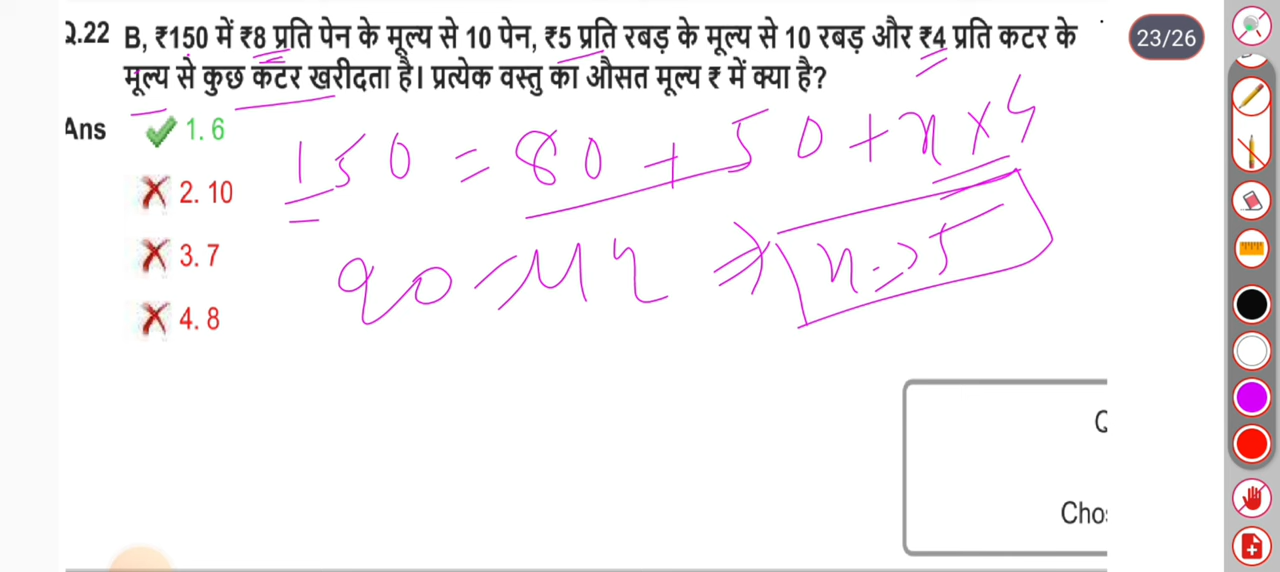 Q.22 B, ₹150 में ₹8 प्रति पेन के मूल्य से 10 पेन, ₹5 प्रति रबड़ के मूल्य से 10 रबड़ और ₹4 प्रति कटर के
मूल्य से कुछ कटर खरीदता है। प्रत्येक वस्तु का औसत मूल्य ₹ में क्या है?
23/26
Ans 1. 6
2. 10
3. 7
4. 8
150 = 80 + 50 + x × 4
20 = 4x ⇒ x => 5
Q
Cho